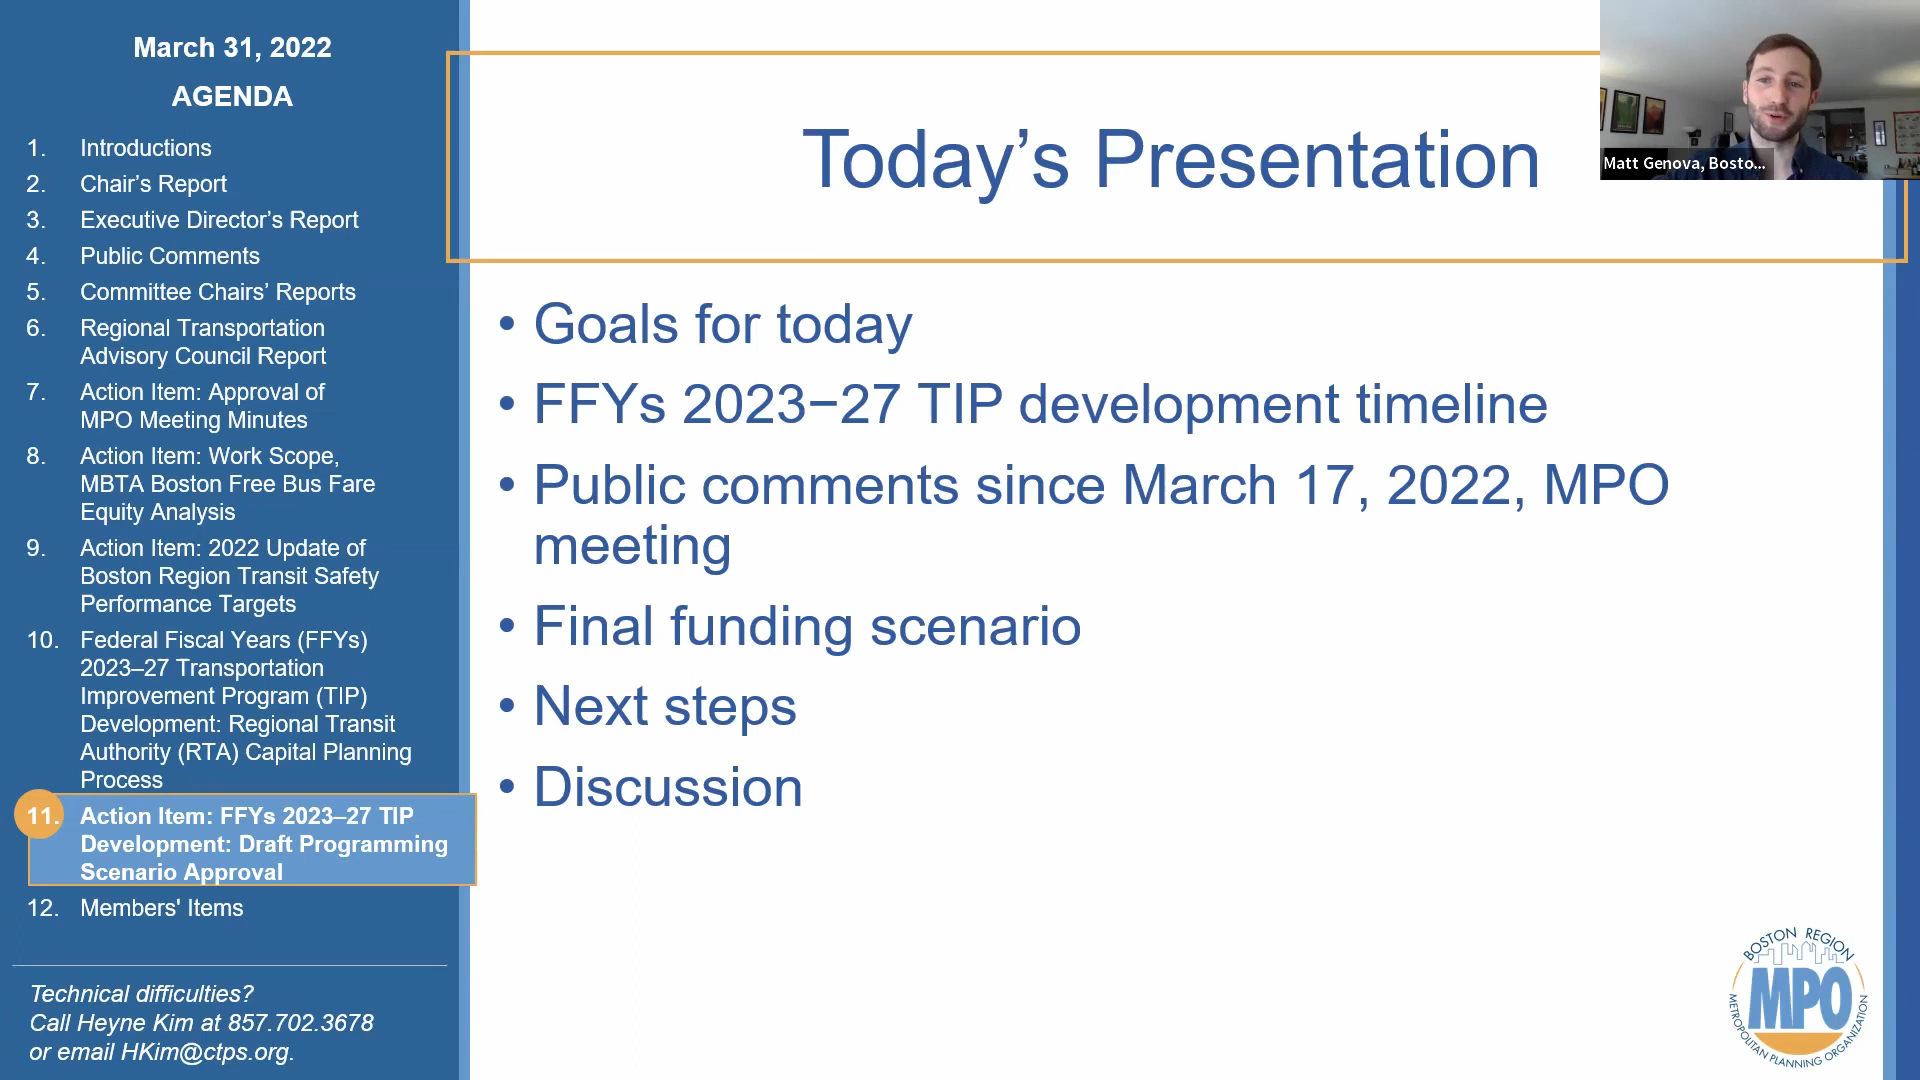 March 31, 2022
AGENDA
1. Introductions
2. Chair’s Report
3. Executive Director’s Report
4. Public Comments
5. Committee Chairs’ Reports
6. Regional Transportation
Advisory Council Report
7. Action Item: Approval of
MPO Meeting Minutes
8. Action Item: Work Scope,
MBTA Boston Free Bus Fare
Equity Analysis
9. Action Item: 2022 Update of
Boston Region Transit Safety
Performance Targets
10. Federal Fiscal Years (FFYs)
2023–27 Transportation
Improvement Program (TIP)
Development: Regional Transit
Authority (RTA) Capital Planning
Process
11. Action Item: FFYs 2023–27 TIP
Development: Draft Programming
Scenario Approval
12. Members' Items
Technical difficulties?
Call Heyne Kim at 857.702.3678
or email HKim@ctps.org.
Today’s Presentation
• Goals for today
• FFYs 2023−27 TIP development timeline
• Public comments since March 17, 2022, MPO
meeting
• Final funding scenario
• Next steps
• Discussion
Matt Genova, Bosto...
BOSTON REGION
MPO
METROPOLITAN PLANNING ORGANIZATION